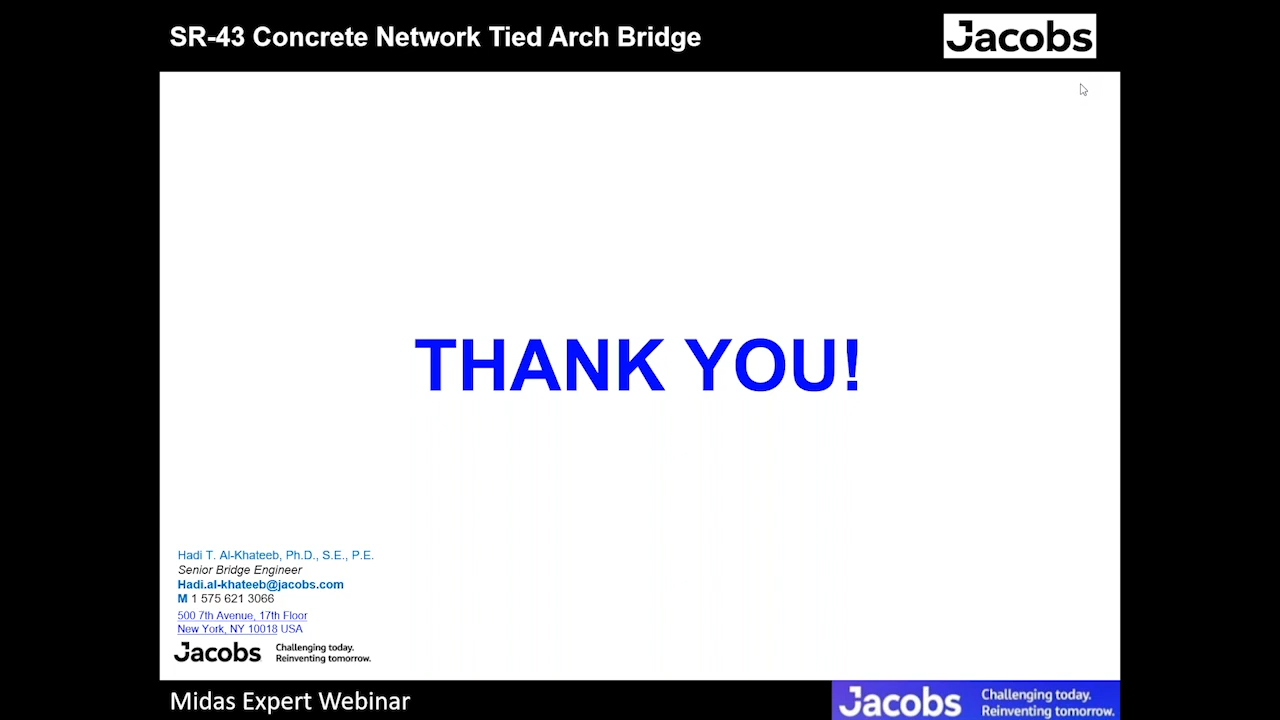 SR-43 Concrete Network Tied Arch Bridge
Jacobs
THANK YOU!
Hadi T. Al-Khateeb, Ph.D., S.E., P.E.
Senior Bridge Engineer
Hadi.al-khateeb@jacobs.com
M 1 575 621 3066
500 7th Avenue, 17th Floor
New York, NY 10018 USA
Jacobs
Challenging today.
Reinventing tomorrow.
Midas Expert Webinar
Jacobs
Challenging today.
Reinventing tomorrow.